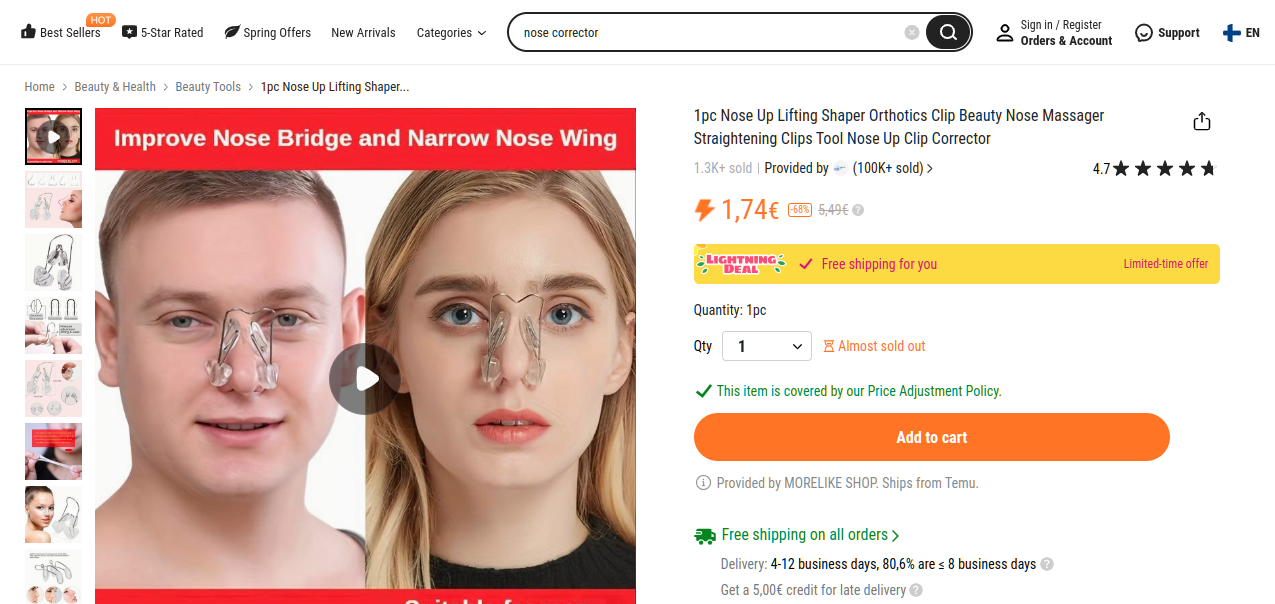 HOT
Best Sellers
5-Star Rated
Spring Offers
New Arrivals
Categories
nose corrector
Sign in / Register
Orders & Account
Support
EN
Home
Beauty & Health
Beauty Tools
1pc Nose Up Lifting Shaper...
Improve Nose Bridge and Narrow Nose Wing
1pc Nose Up Lifting Shaper Orthotics Clip Beauty Nose Massager
Straightening Clips Tool Nose Up Clip Corrector
1.3K+ sold
Provided by (100K+ sold)
4.7
1,74€ -68% 5,49€
LIGHTNING
DEAL
Free shipping for you
Limited-time offer
Quantity: 1pc
Qty 1 Almost sold out
This item is covered by our Price Adjustment Policy.
Add to cart
Provided by MORELIKE SHOP. Ships from Temu.
Free shipping on all orders
Delivery: 4-12 business days, 80,6% are ≤ 8 business days
Get a 5,00€ credit for late delivery